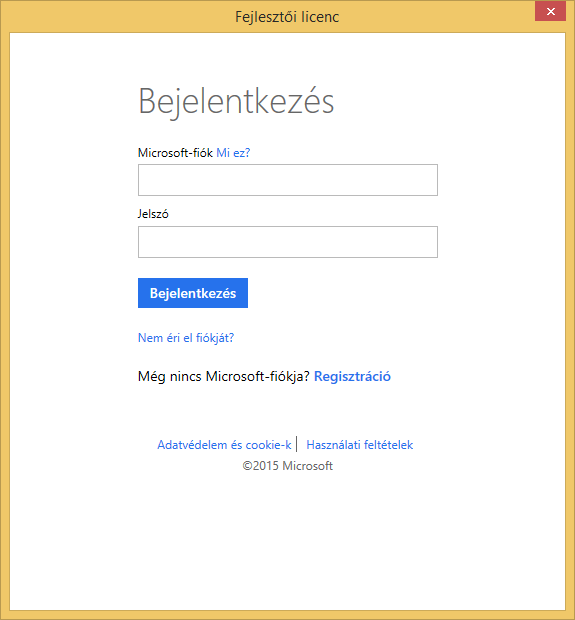 Fejlesztői licenc
Bejelentkezés
Microsoft-fiók Mi ez?
Jelszó
Bejelentkezés
Nem éri el fiókját?
Még nincs Microsoft-fiókja? Regisztráció
Adatvédelem és cookie-k | Használati feltételek
©2015 Microsoft